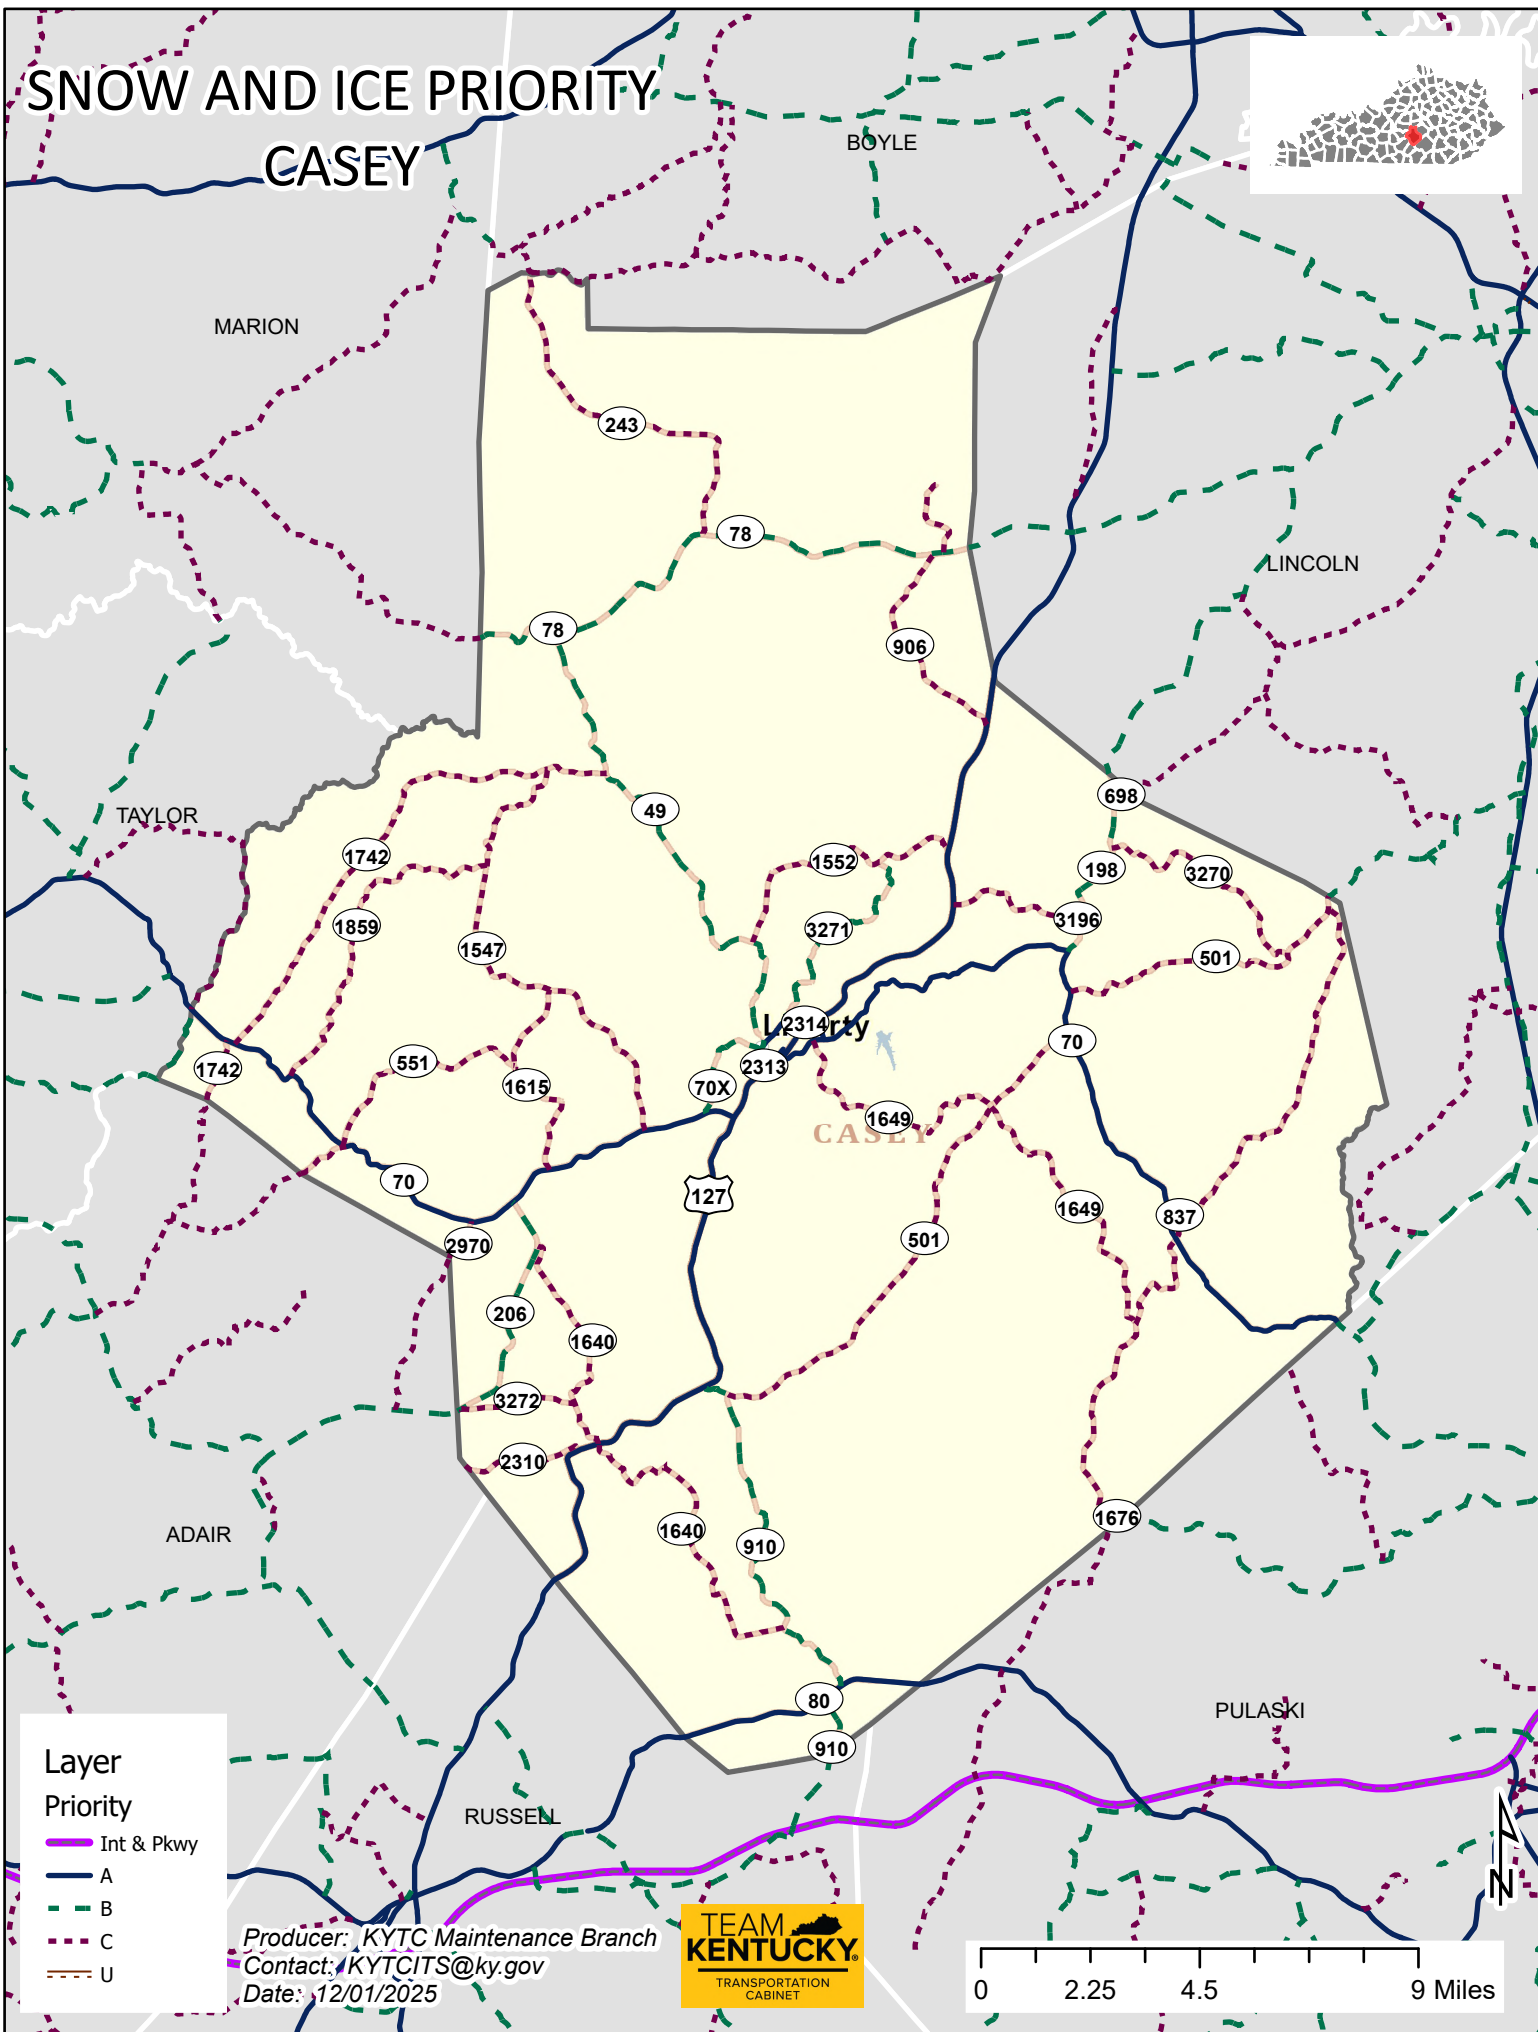 SNOW AND ICE PRIORITY
CASEY
BOYLE
MARION
243
78
LINCOLN
78
906
698
49
TAYLOR
1742
1552
198
3270
1859
3271
3196
1547
501
2314
Liberty
70
551
2313
1742
1615
70X
1649
CASEY
70
127
1649
837
501
2970
206
1640
3272
2310
1676
1640
910
ADAIR
80
PULASKI
910
RUSSELL
Layer
Priority
Int & Pkwy
A
B
C
U
Producer: KYTC Maintenance Branch
Contact: KYTCITS@ky.gov
Date: 12/01/2025
TEAM
KENTUCKY®
TRANSPORTATION
CABINET
N
0 2.25 4.5 9 Miles